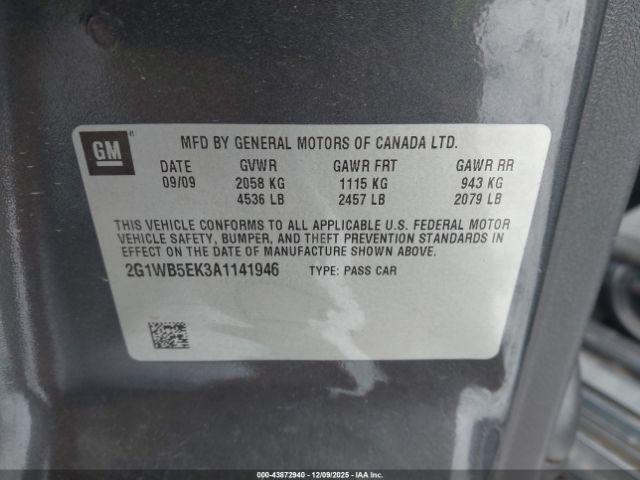 GM
MFD BY GENERAL MOTORS OF CANADA LTD.
DATE GVWR GAWR FRT GAWR RR
09/09 2058 KG 1115 KG 943 KG
4536 LB 2457 LB 2079 LB
THIS VEHICLE CONFORMS TO ALL APPLICABLE U.S. FEDERAL MOTOR
VEHICLE SAFETY, BUMPER, AND THEFT PREVENTION STANDARDS IN
EFFECT ON THE DATE OF MANUFACTURE SHOWN ABOVE.
2G1WB5EK3A1141946 TYPE: PASS CAR
© - 43872940 - 12/09/2025 - IAA, Inc.